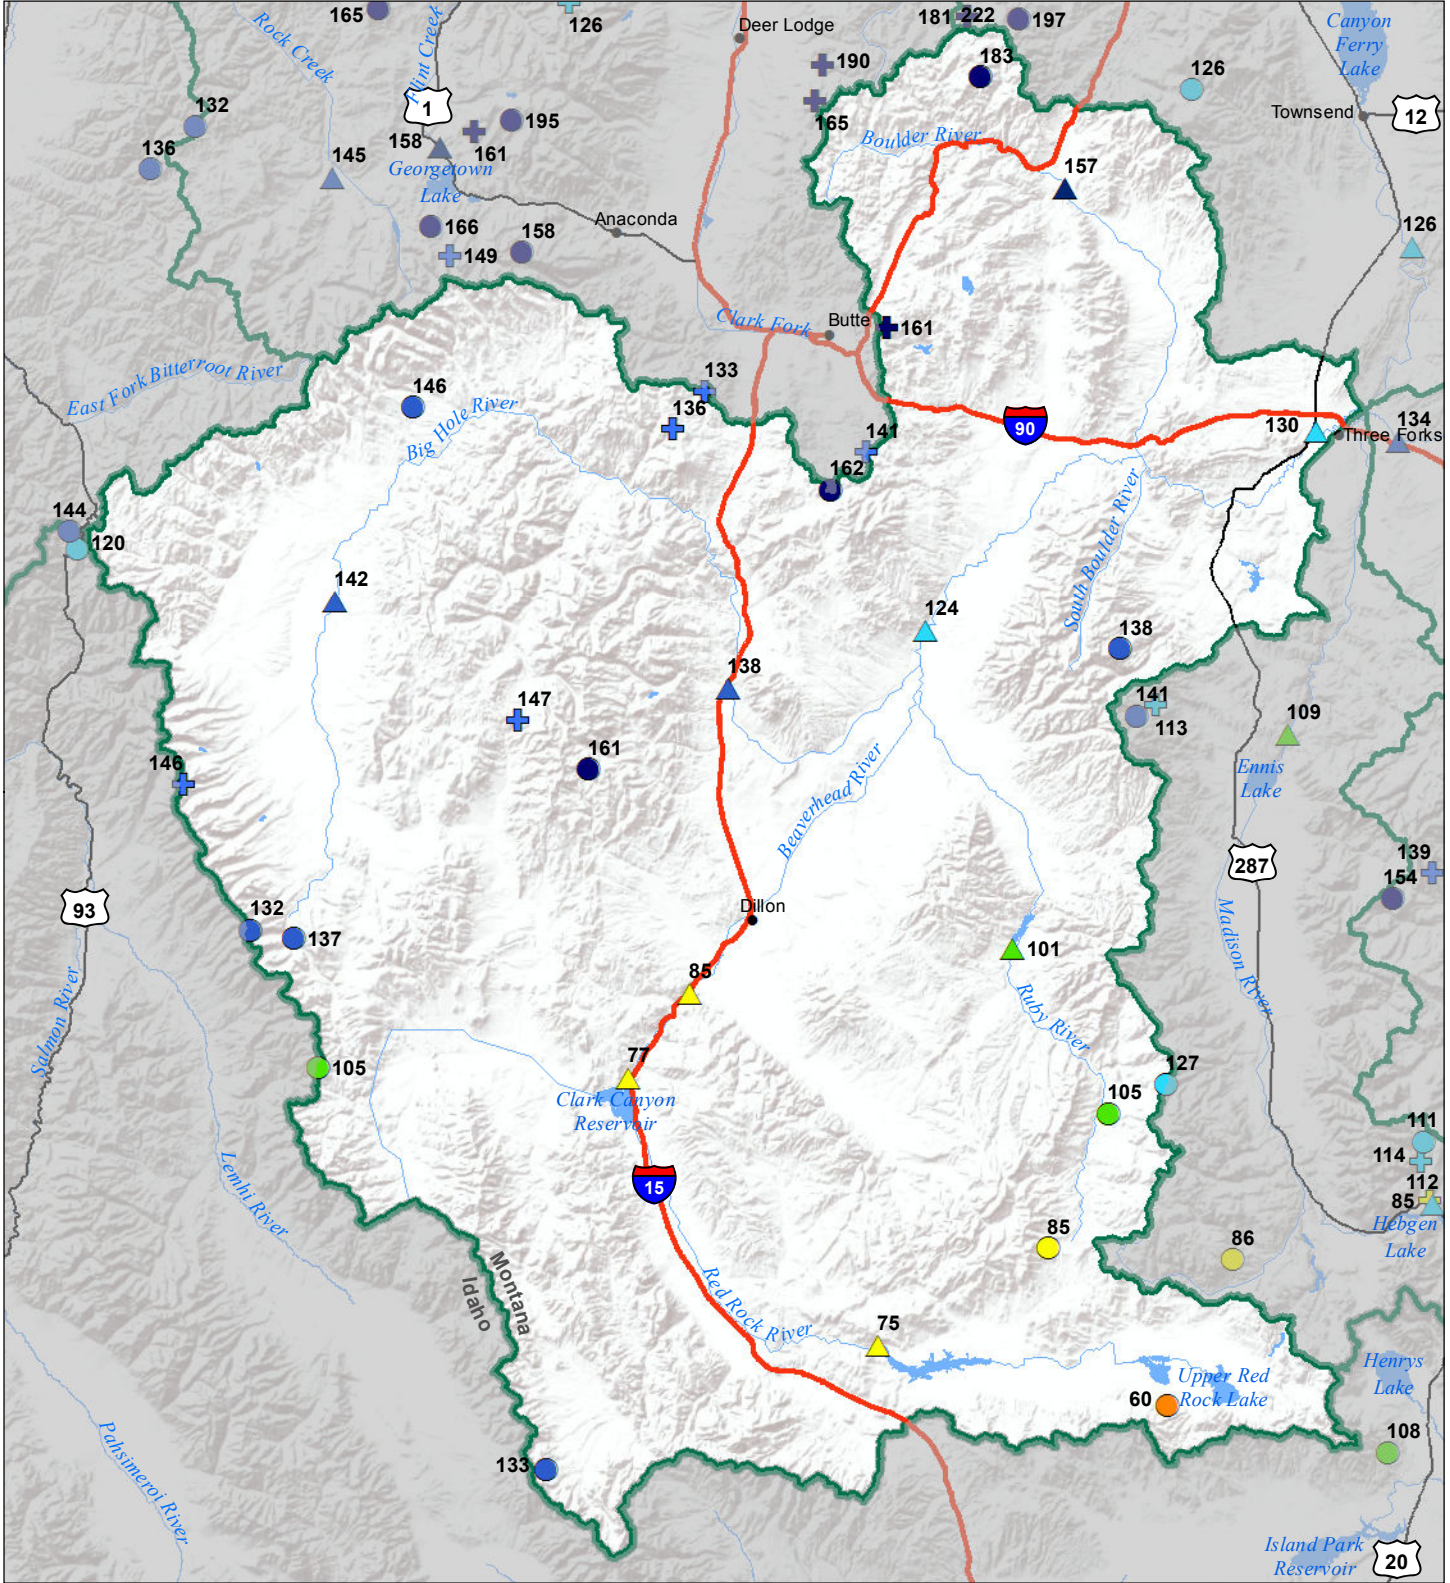 165
126
181
222
197
Deer Lodge
Canyon
Ferry
Lake
Rock Creek
Flint Creek
190
183
126
165
Townsend
12
1
132
195
158
161
Boulder River
136
145
Georgetown
Lake
157
166
149
158
Anaconda
126
Clark Fork
Butte
161
East Fork Bitterroot River
133
146
Big Hole River
136
141
90
130
134
Three Forks
162
144
120
South Boulder River
142
124
138
138
147
141
113
109
161
146
Ennis
Lake
Beaverhead River
287
139
154
93
132
137
Dillon
101
Madison River
85
Ruby River
Salmon River
77
105
Clark Canyon
Reservoir
127
105
111
114
112
85
Hebgen
Lake
Lemhi River
15
85
86
Montana
Idaho
Red Rock River
75
Henrys
Lake
Upper Red
Rock Lake
60
108
133
Pahsimeroi River
Island Park
Reservoir
20